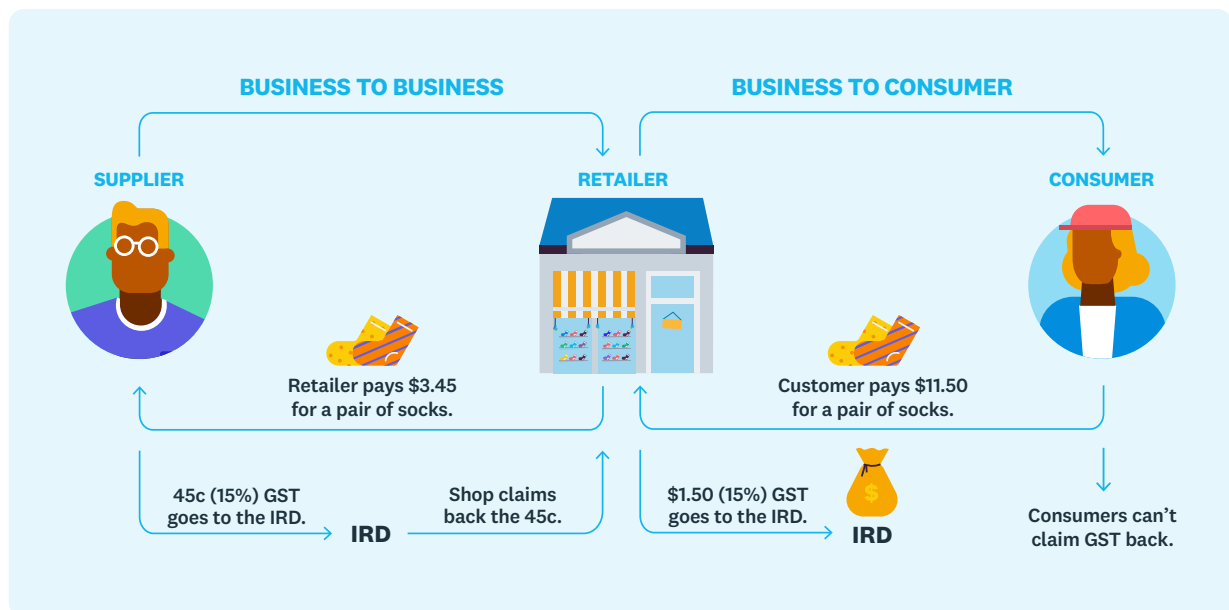 BUSINESS TO BUSINESS
BUSINESS TO CONSUMER
SUPPLIER
RETAILER
CONSUMER
Retailer pays $3.45
for a pair of socks.
Customer pays $11.50
for a pair of socks.
45c (15%) GST
goes to the IRD.
IRD
Shop claims
back the 45c.
$1.50 (15%) GST
goes to the IRD.
$
IRD
Consumers can’t
claim GST back.